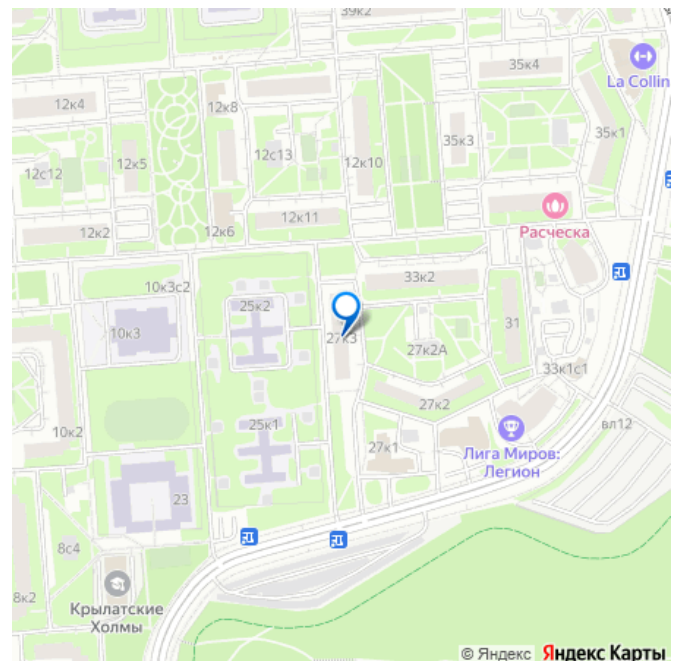 39к2
35к4
La Collin
12к4
12к8
35к1
12с13
35к3
12к5
12к10
12с12
Расческа
12к11
12к2
12к6
33к2
10к3с2
25к2
27к3
31
10к3
27к2А
33к1с1
27к2
25к1
вл12
10к2
27к1
Лига Миров:
Легион
23
8с4
Крылатские
Холмы
8к2
© Яндекс Яндекс Карты